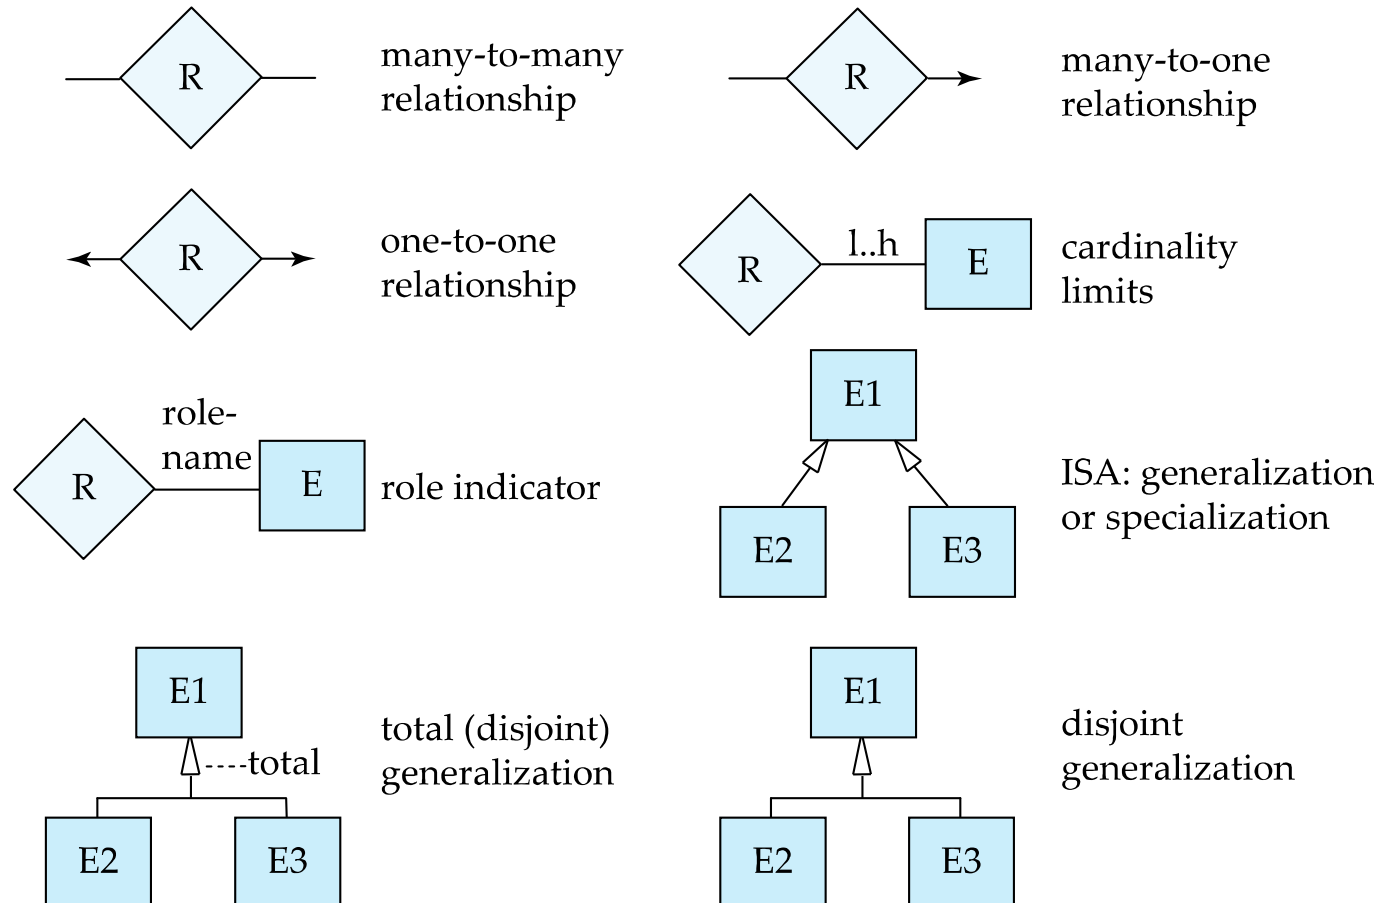 R
many-to-many
relationship
R
many-to-one
relationship
R
one-to-one
relationship
R
l..h
E
cardinality
limits
R
role-
name
E
role indicator
E1
E2
E3
ISA: generalization
or specialization
E1
----total
E2
E3
total (disjoint)
generalization
E1
E2
E3
disjoint
generalization